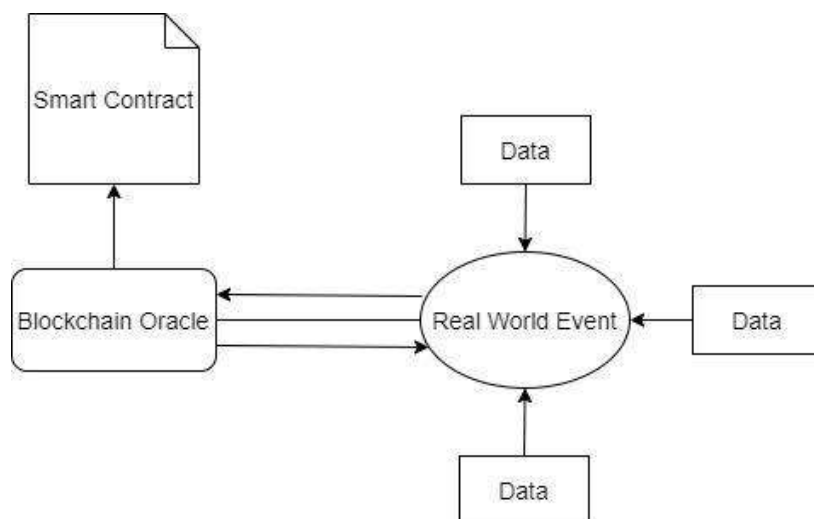 Smart Contract
Data
Blockchain Oracle
Real World Event
Data
Data